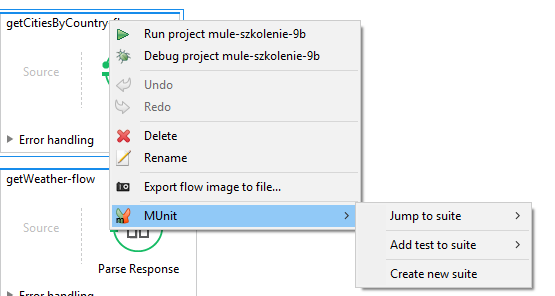 getCitiesByCountry-fl
Run project mule-szkolenie-9b
Debug project mule-szkolenie-9b
Source
Undo
Redo
Error handling
Delete
Rename
getWeather-flow
Export flow image to file...
MUnit
Source
Jump to suite
Add test to suite
Parse Response
Create new suite
Error handling